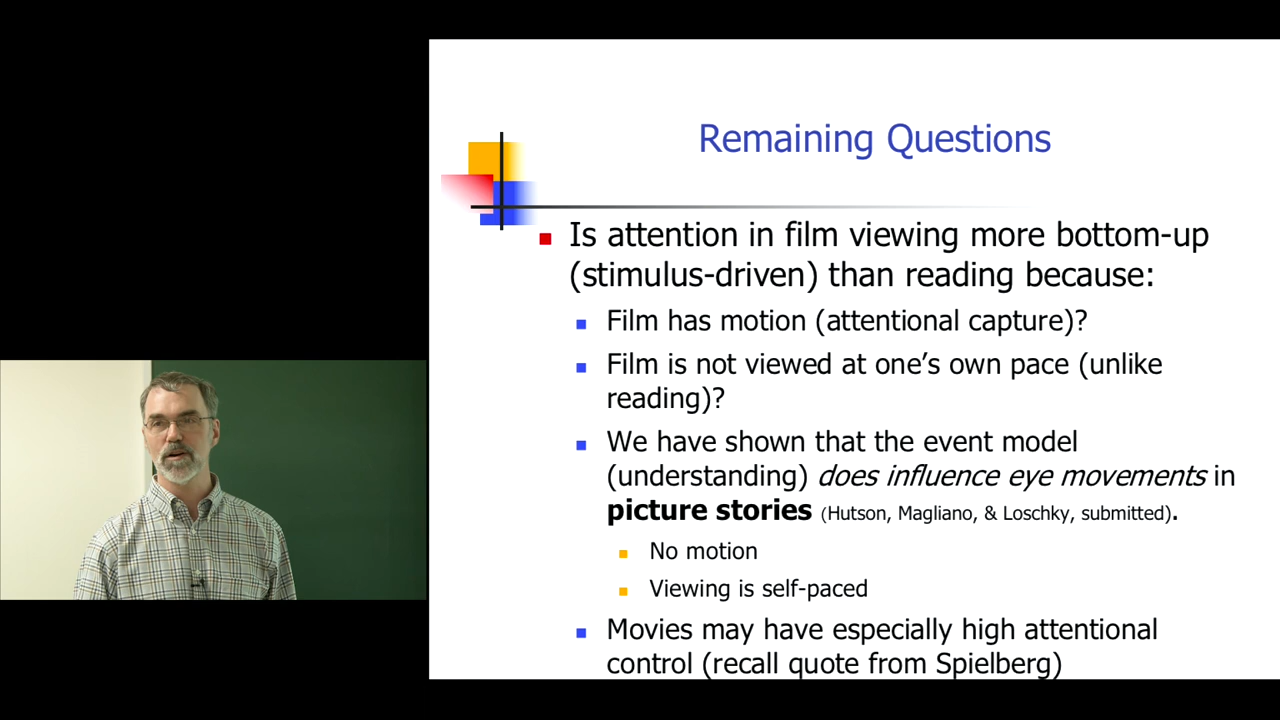 Remaining Questions
Is attention in film viewing more bottom-up
(stimulus-driven) than reading because:
Film has motion (attentional capture)?
Film is not viewed at one’s own pace (unlike
reading)?
We have shown that the event model
(understanding) does influence eye movements in
picture stories (Hutson, Magliano, & Loschky, submitted).
No motion
Viewing is self-paced
Movies may have especially high attentional
control (recall quote from Spielberg)